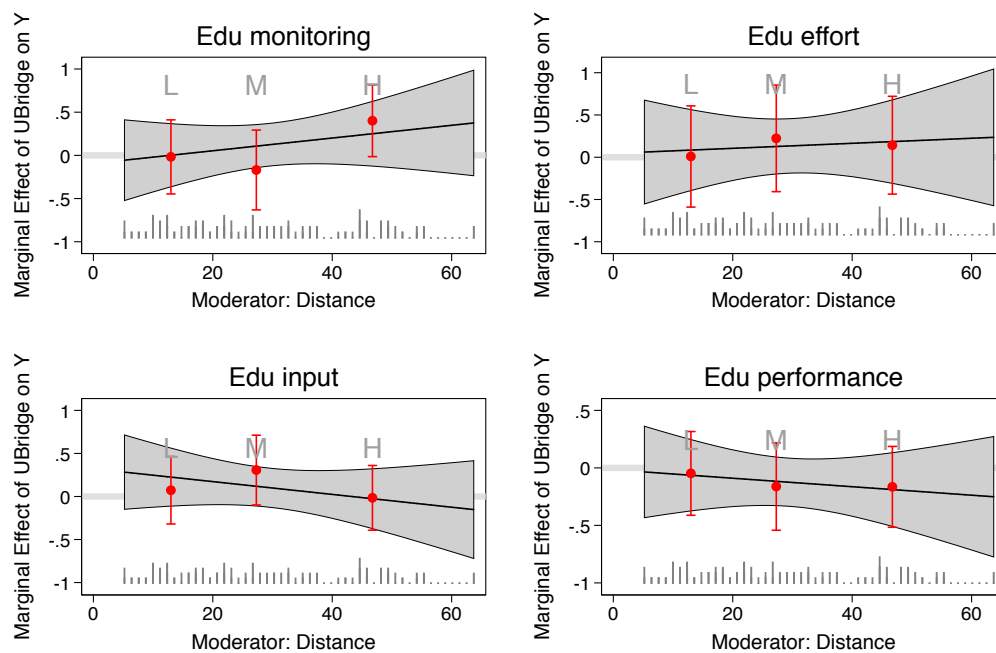 Edu monitoring
Marginal Effect of UBridge on Y
1
.5
0
-.5
-1
L
M
H
0
20
40
60
Moderator: Distance
Edu effort
Marginal Effect of UBridge on Y
1
.5
0
-.5
-1
L
M
H
0
20
40
60
Moderator: Distance
Edu input
Marginal Effect of UBridge on Y
1
.5
0
-.5
-1
L
M
H
0
20
40
60
Moderator: Distance
Edu performance
Marginal Effect of UBridge on Y
.5
0
-.5
-1
L
M
H
0
20
40
60
Moderator: Distance